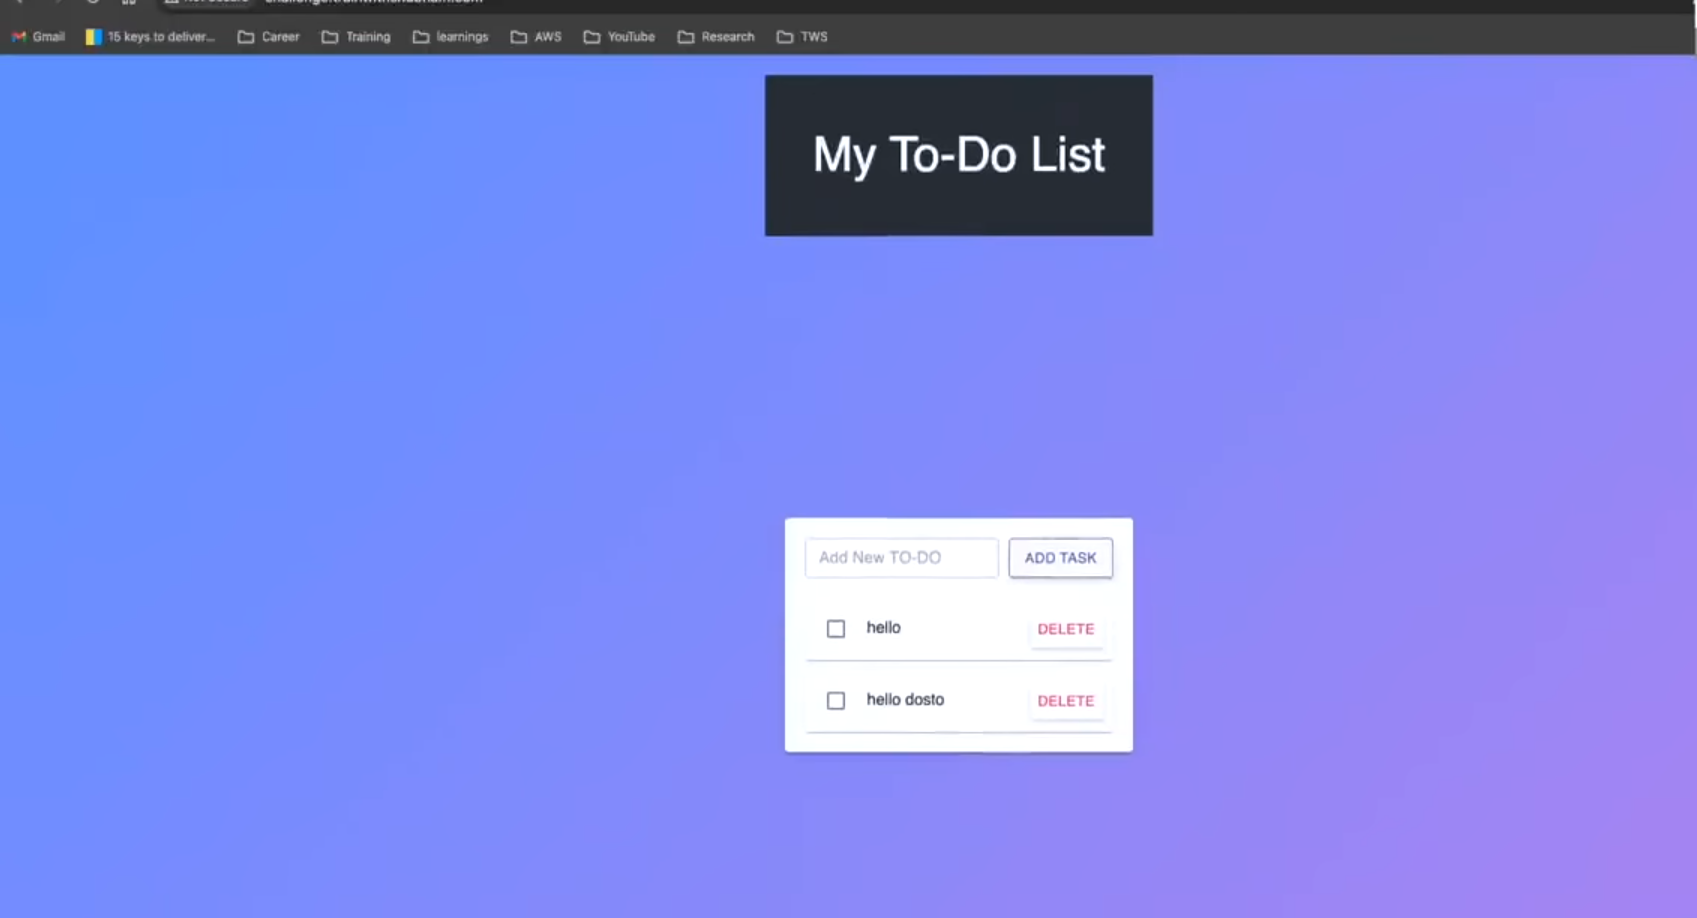 Gmail 15 keys to deliver... Career Training learnings AWS YouTube Research TWS
My To-Do List
Add New TO-DO ADD TASK
hello DELETE
hello dosto DELETE